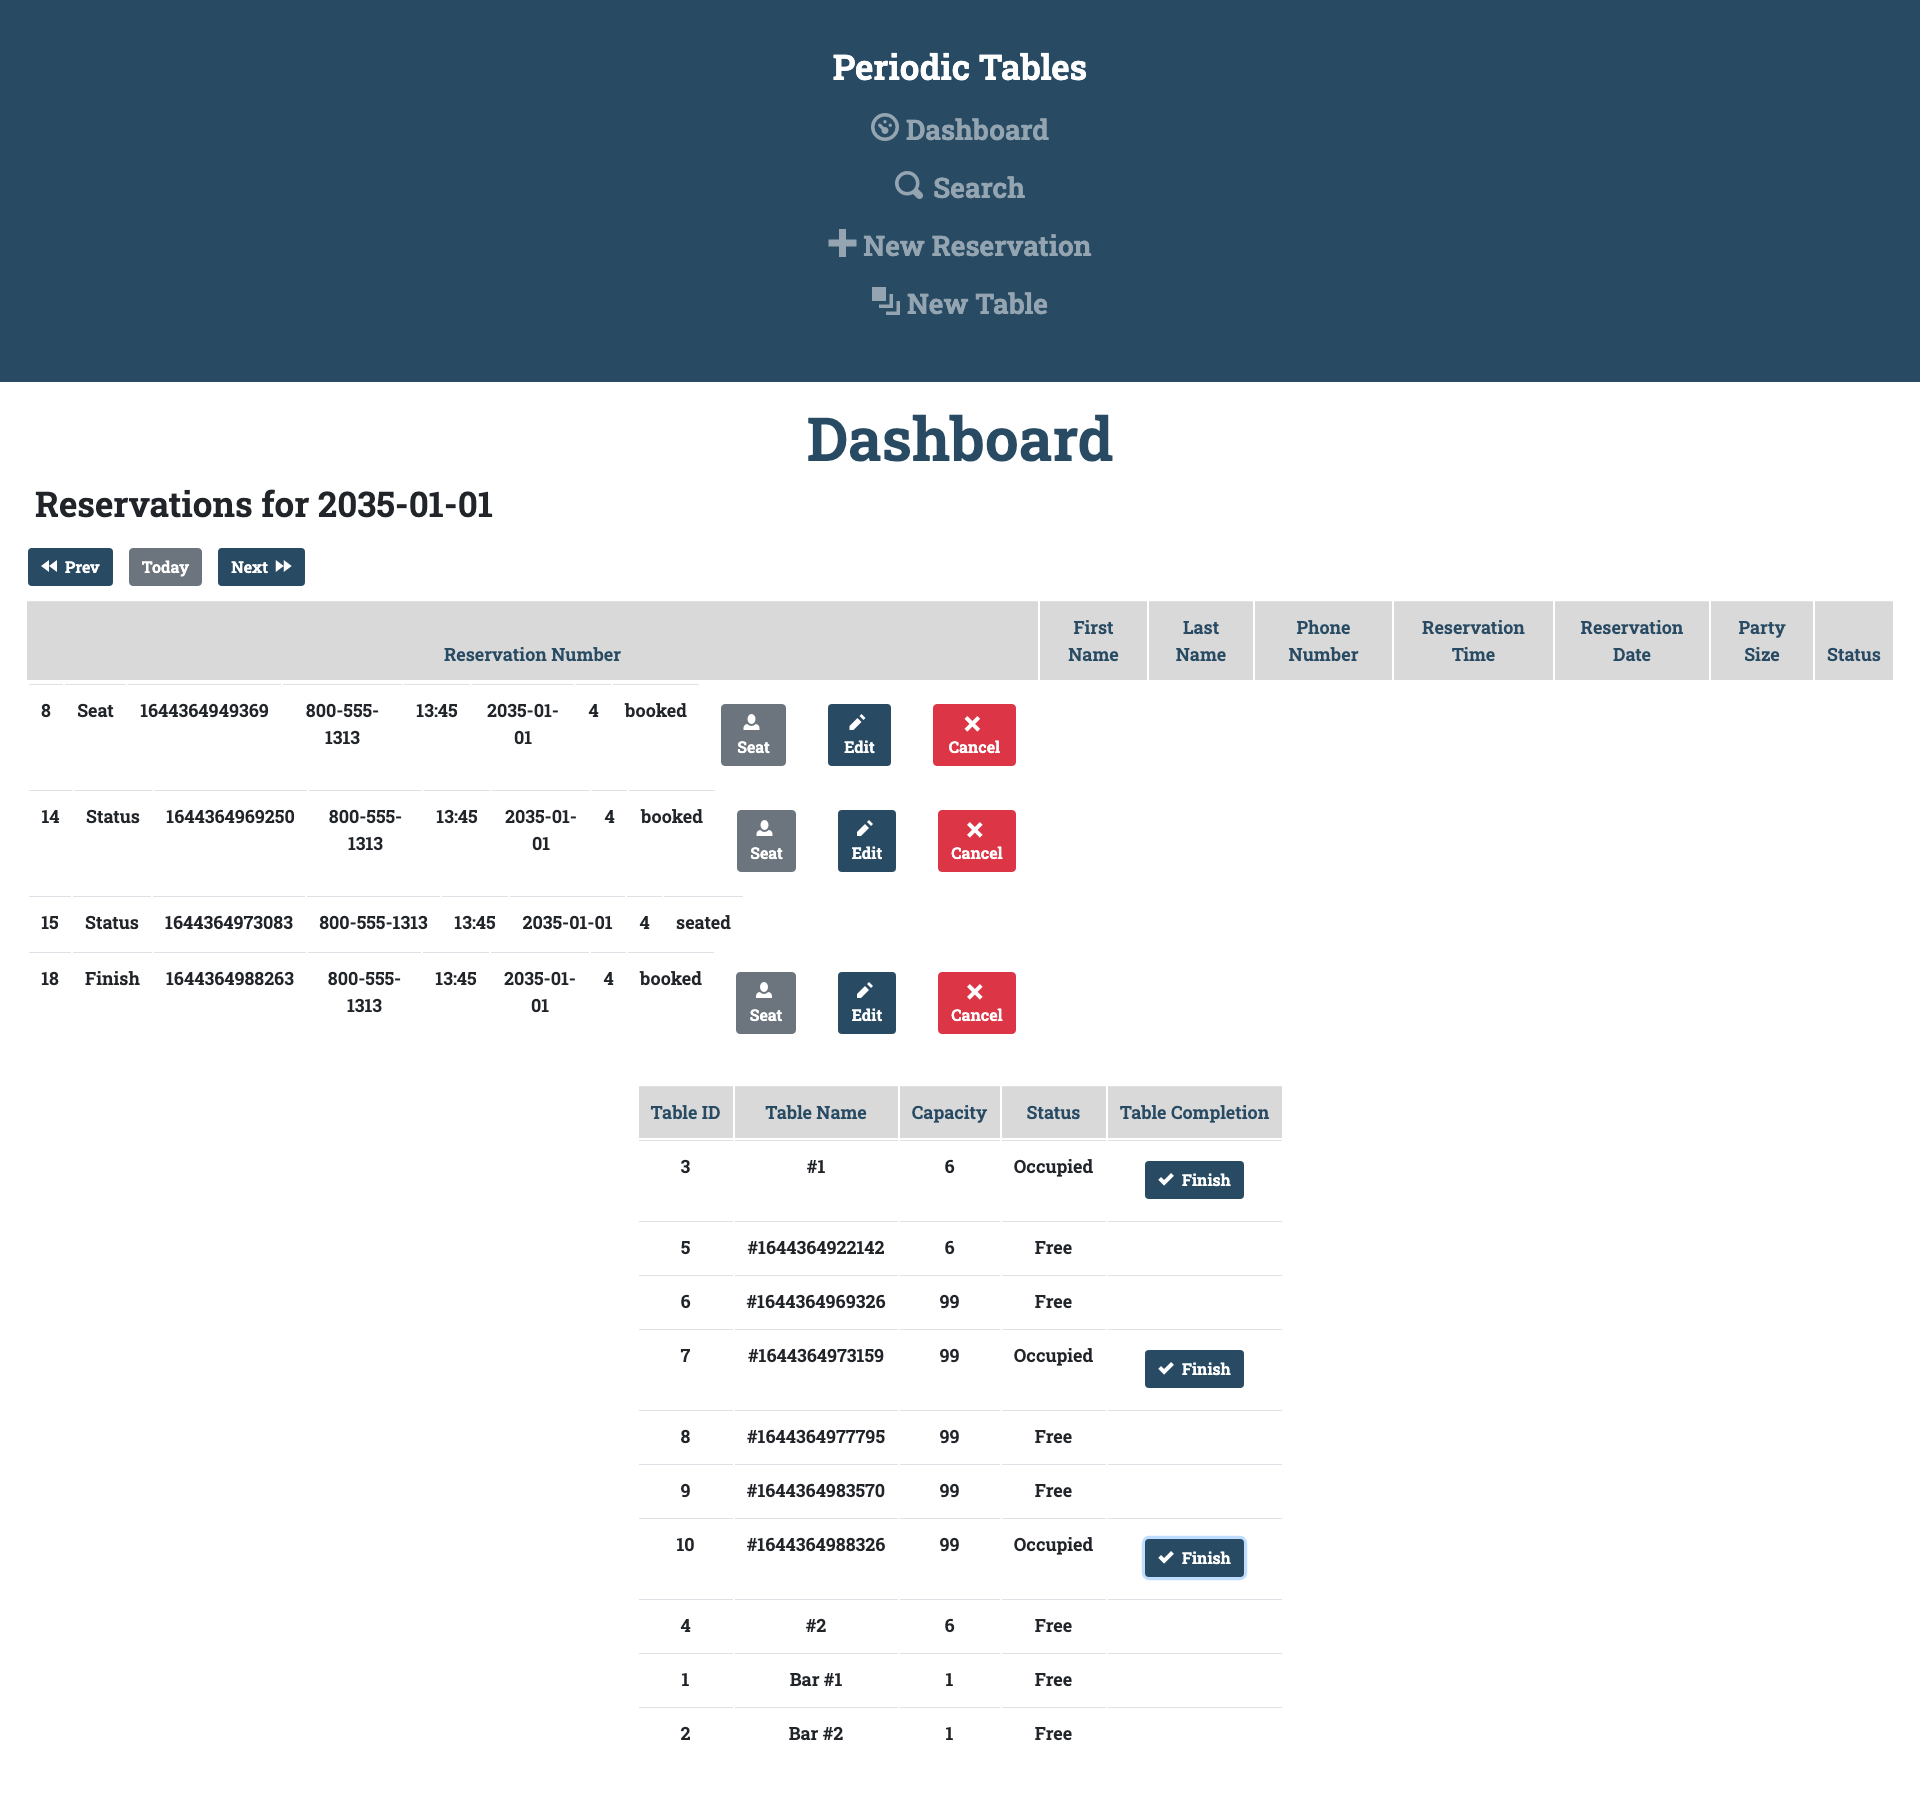 Periodic Tables
Dashboard
Search
New Reservation
New Table
Dashboard
Reservations for 2035-01-01
Prev Today Next
Reservation Number First Name Last Name Phone Number Reservation Time Reservation Date Party Size Status
8 Seat 1644364949369 800-555-1313 13:45 2035-01-01 4 booked Seat Edit Cancel
14 Status 1644364969250 800-555-1313 13:45 2035-01-01 4 booked Seat Edit Cancel
15 Status 1644364973083 800-555-1313 13:45 2035-01-01 4 seated
18 Finish 1644364988263 800-555-1313 13:45 2035-01-01 4 booked Seat Edit Cancel
Table ID Table Name Capacity Status Table Completion
3 #1 6 Occupied Finish
5 #1644364922142 6 Free
6 #1644364969326 99 Free
7 #1644364973159 99 Occupied Finish
8 #1644364977795 99 Free
9 #1644364983570 99 Free
10 #1644364988326 99 Occupied Finish
4 #2 6 Free
1 Bar #1 1 Free
2 Bar #2 1 Free